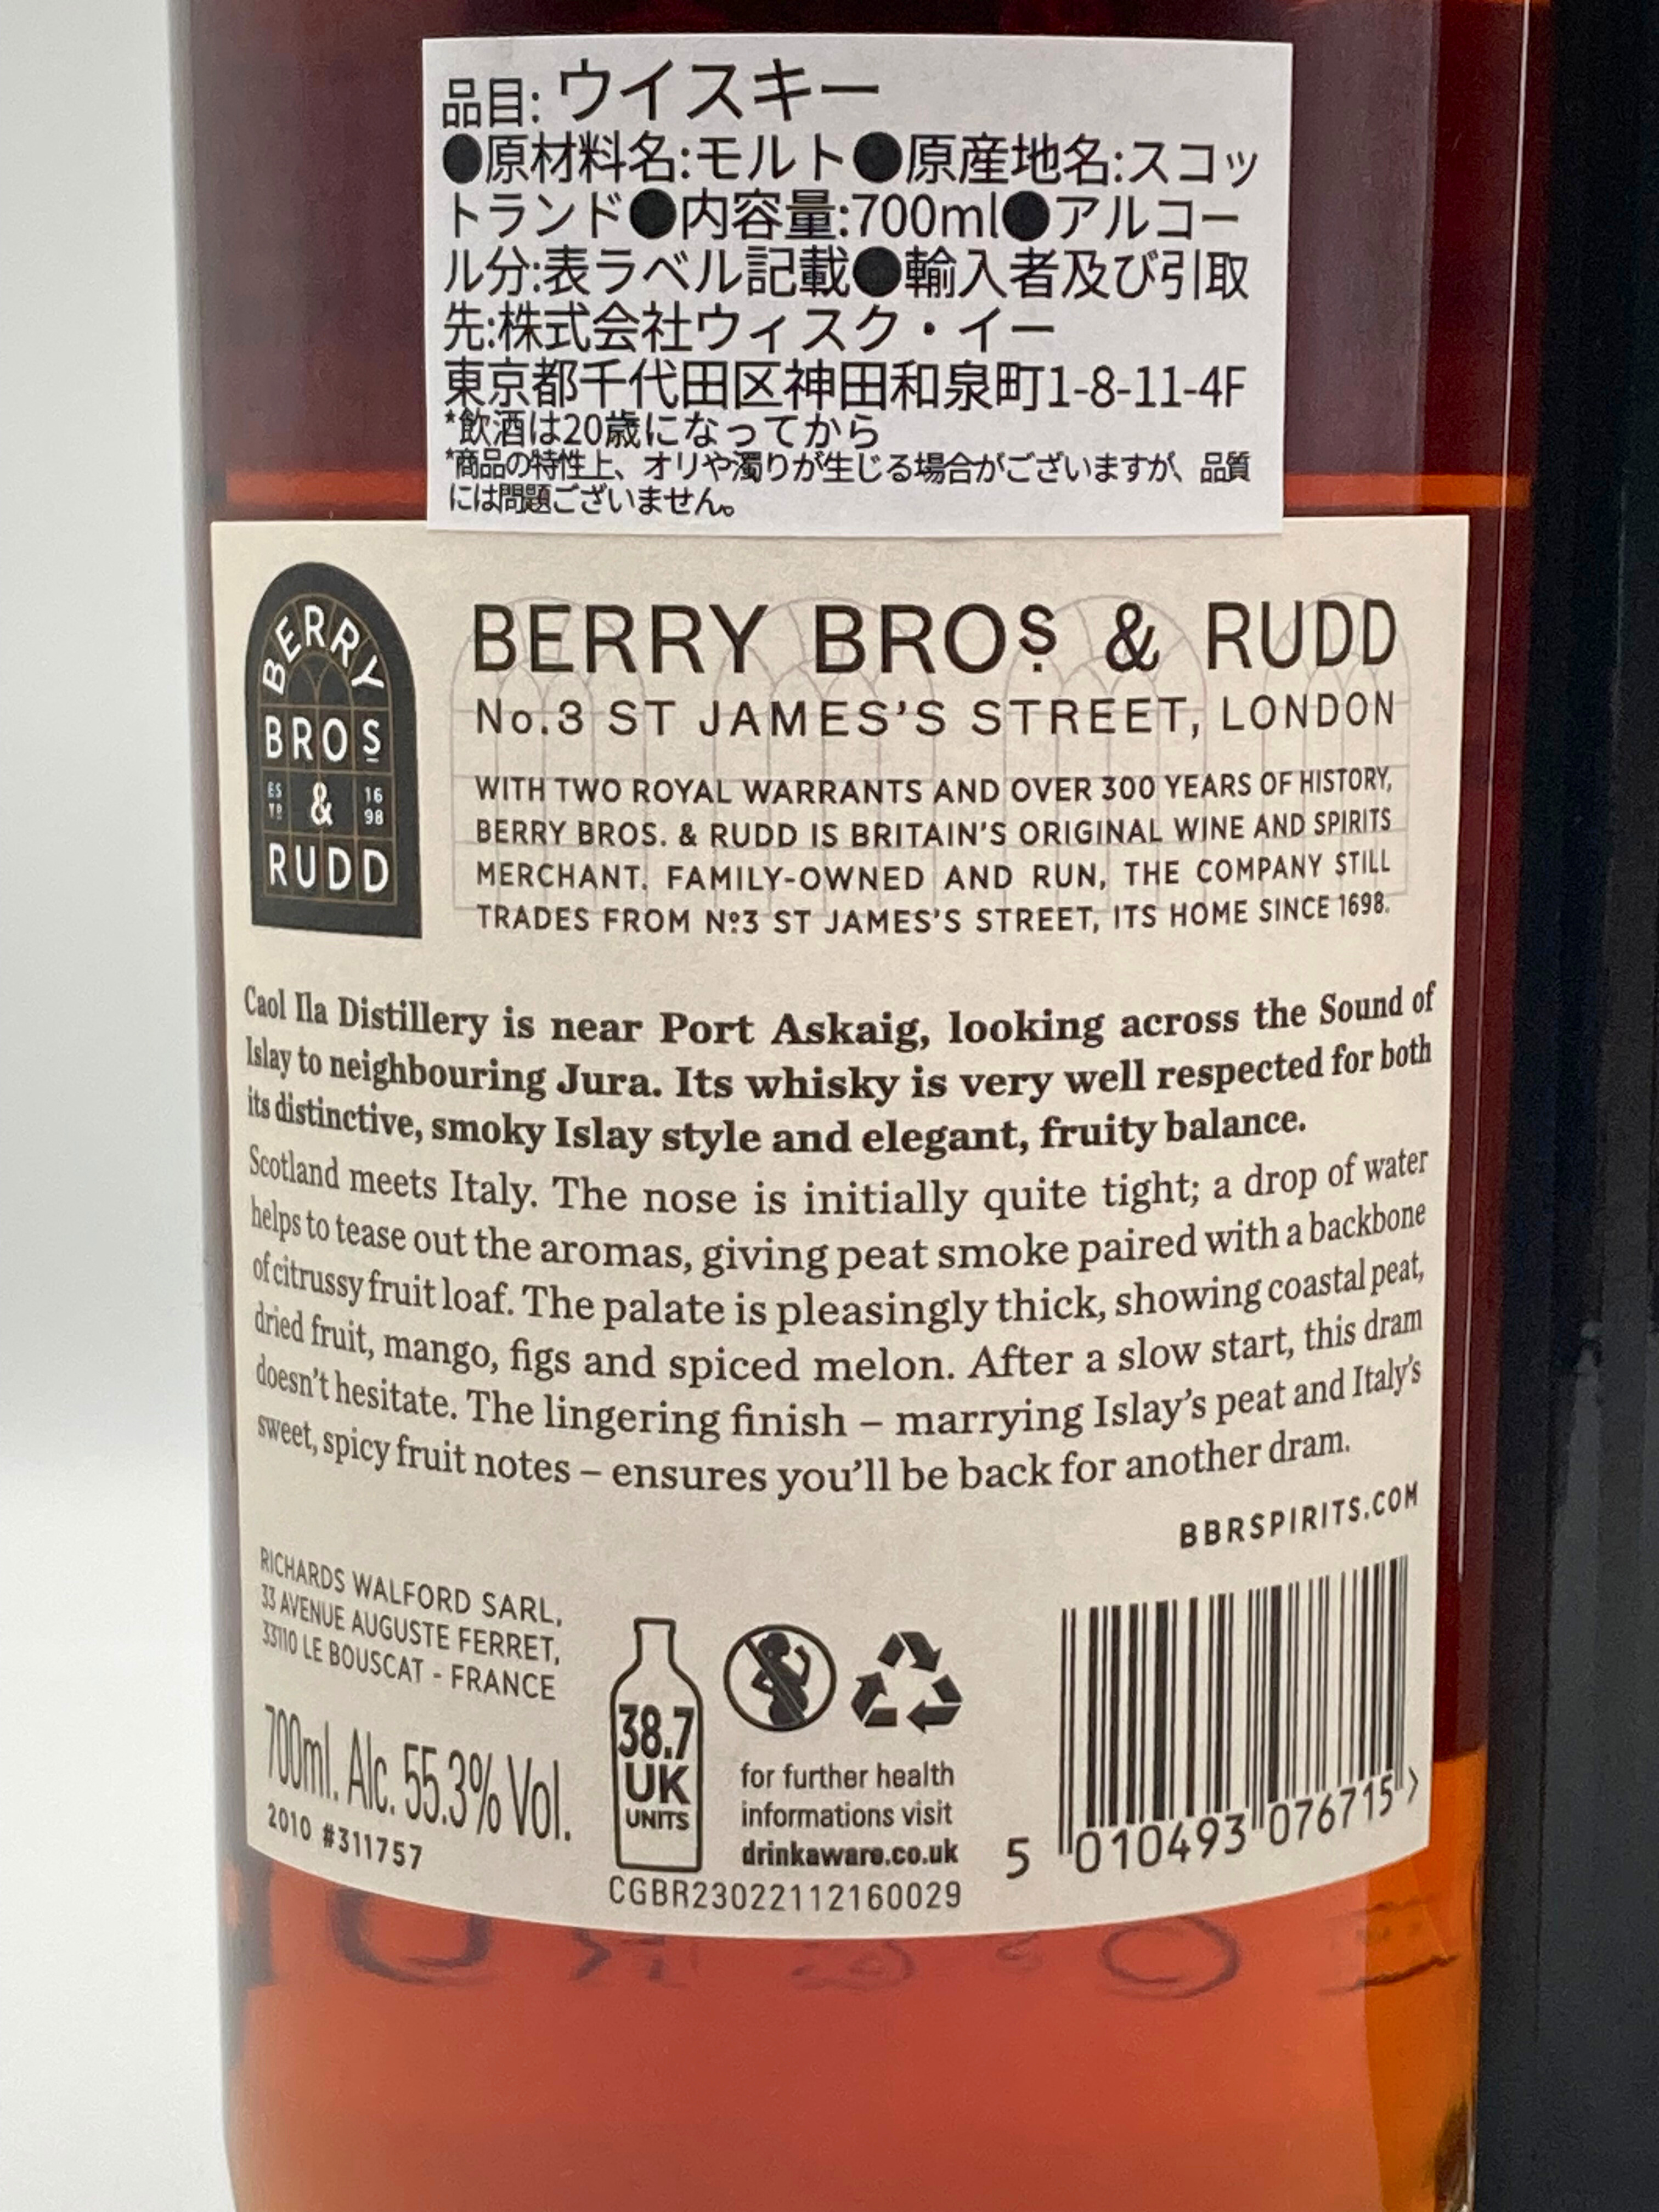 品目: ウイスキー
●原材料名:モルト●原産地名:スコッ
トランド●内容量:700ml●アルコー
ル分:表ラベル記載●輸入者及び引取
先:株式会社ウィスク・イー
東京都千代田区神田和泉町1-8-11-4F
*飲酒は20歳になってから
*商品の特性上、オリや濁りが生じる場合がございますが、品質
には問題ございません。
BERRY
BROS
ES TD & 16 98
RUDD
BERRY BROS & RUDD
No.3 ST JAMES'S STREET, LONDON
WITH TWO ROYAL WARRANTS AND OVER 300 YEARS OF HISTORY,
BERRY BROS. & RUDD IS BRITAIN'S ORIGINAL WINE AND SPIRITS
MERCHANT. FAMILY-OWNED AND RUN, THE COMPANY STILL
TRADES FROM Nº3 ST JAMES'S STREET, ITS HOME SINCE 1698.
Caol Ila Distillery is near Port Askaig, looking across the Sound of
Islay to neighbouring Jura. Its whisky is very well respected for both
its distinctive, smoky Islay style and elegant, fruity balance.
Scotland meets Italy. The nose is initially quite tight; a drop of water
helps to tease out the aromas, giving peat smoke paired with a backbone
of citrussy fruit loaf. The palate is pleasingly thick, showing coastal peat,
dried fruit, mango, figs and spiced melon. After a slow start, this dram
doesn't hesitate. The lingering finish – marrying Islay's peat and Italy's
sweet, spicy fruit notes – ensures you'll be back for another dram.
BBRSPIRITS.COM
RICHARDS WALFORD SARL,
33 AVENUE AUGUSTE FERRET,
33110 LE BOUSCAT - FRANCE
700ml. Alc. 55.3% Vol.
2010 #311757
38.7
UK
UNITS
for further health
informations visit
drinkaware.co.uk
CGBR23022112160029
5 010493 076715 >